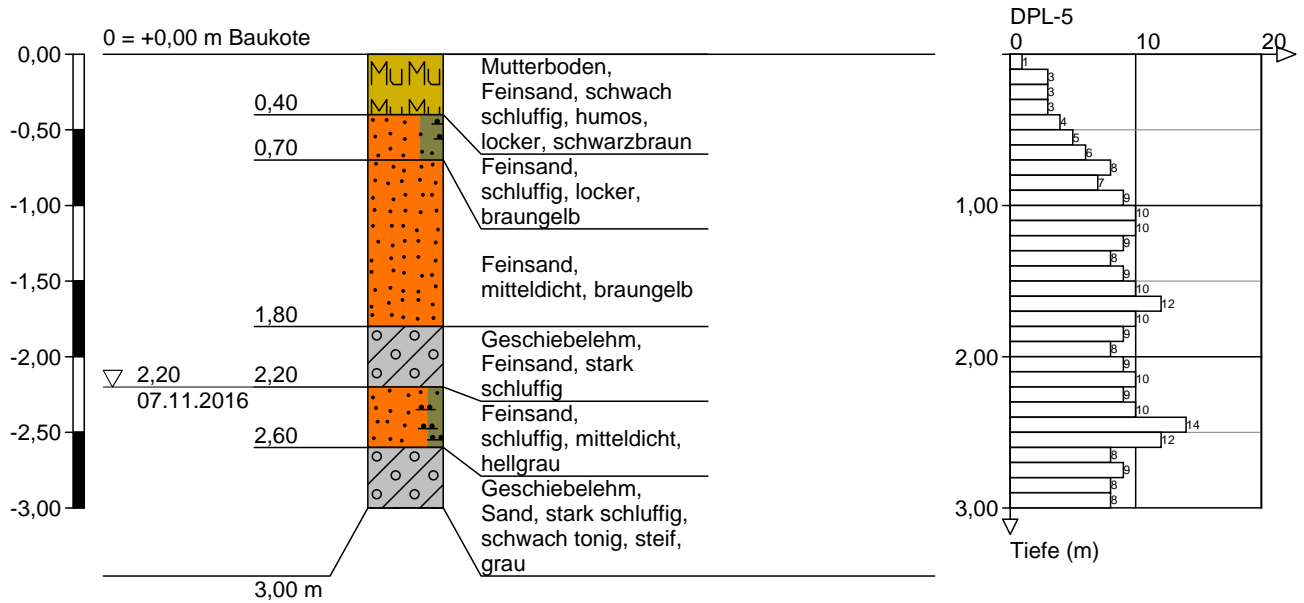 0 = +0,00 m Baukote
0,00
-0,50
-1,00
-1,50
-2,00
-2,50
-3,00
2,20
07.11.2016
0,40
0,70
1,80
2,20
2,60
3,00 m
Mu Mu
Mu Mu
Mutterboden,
Feinsand, schwach
schluffig, humos,
locker, schwarzbraun
Feinsand,
schluffig, locker,
braungelb
Feinsand,
mitteldicht, braungelb
Geschiebelehm,
Feinsand, stark
schluffig
Feinsand,
schluffig, mitteldicht,
hellgrau
Geschiebelehm,
Sand, stark schluffig,
schwach tonig, steif,
grau
DPL-5
0 10 20
1
3
3
3
4
5
6
8
7
9
1,00
10
10
9
8
9
10
12
10
9
8
2,00
9
10
9
10
14
12
8
9
8
8
3,00
Tiefe (m)